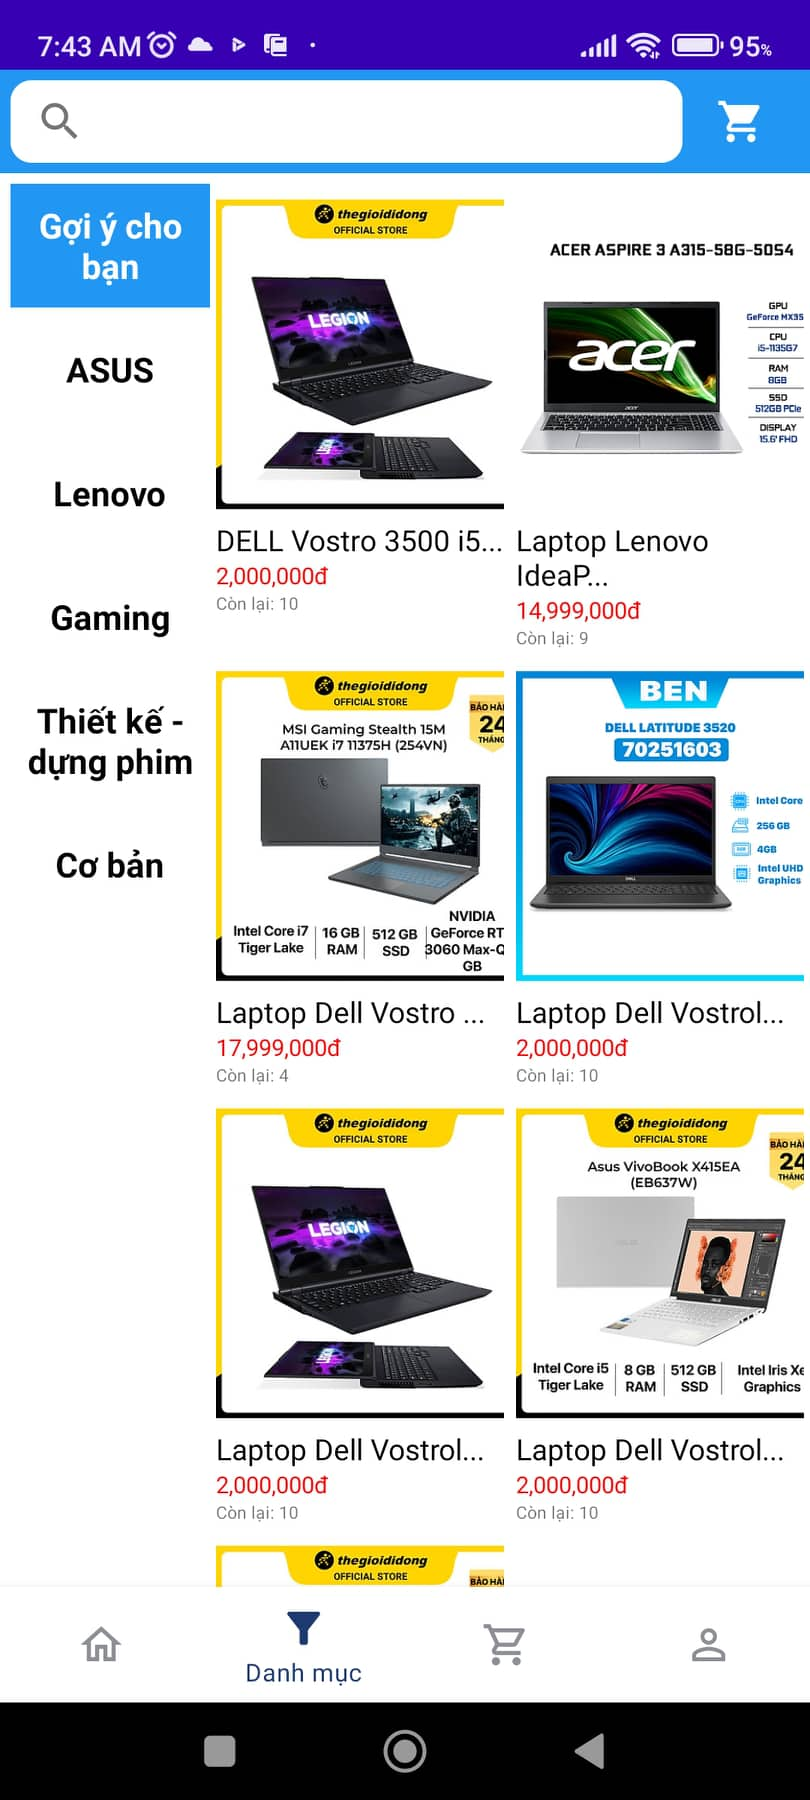 7:43 AM
95%
Gợi ý cho
bạn
ASUS
Lenovo
Gaming
Thiết kế -
dựng phim
Cơ bản
thegioididong
OFFICIAL STORE
LEGION
DELL Vostro 3500 i5...
2,000,000đ
Còn lại: 10
ACER ASPIRE 3 A315-58G-50S4
acer
GPU
GeForce MX35
CPU
i5-1135G7
RAM
8GB
SSD
512GB PCIe
DISPLAY
15.6' FHD
Laptop Lenovo
IdeaP...
14,999,000đ
Còn lại: 9
thegioididong
OFFICIAL STORE
BẢO HÀ
24
THÁNG
MSI Gaming Stealth 15M
A11UEK i7 11375H (254VN)
Intel Core i7
Tiger Lake
16 GB
RAM
512 GB
SSD
NVIDIA
GeForce RT
3060 Max-Q
GB
Laptop Dell Vostro ...
17,999,000đ
Còn lại: 4
BEN
DELL LATITUDE 3520
70251603
Intel Core
256 GB
4GB
Intel UHD
Graphics
Laptop Dell Vostrol...
2,000,000đ
Còn lại: 10
thegioididong
OFFICIAL STORE
LEGION
Laptop Dell Vostrol...
2,000,000đ
Còn lại: 10
thegioididong
OFFICIAL STORE
BẢO HÀ
24
THÁNG
Asus VivoBook X415EA
(EB637W)
Intel Core i5
Tiger Lake
8 GB
RAM
512 GB
SSD
Intel Iris Xe
Graphics
Laptop Dell Vostrol...
2,000,000đ
Còn lại: 10
thegioididong
OFFICIAL STORE
BẢO HÀ
Danh mục